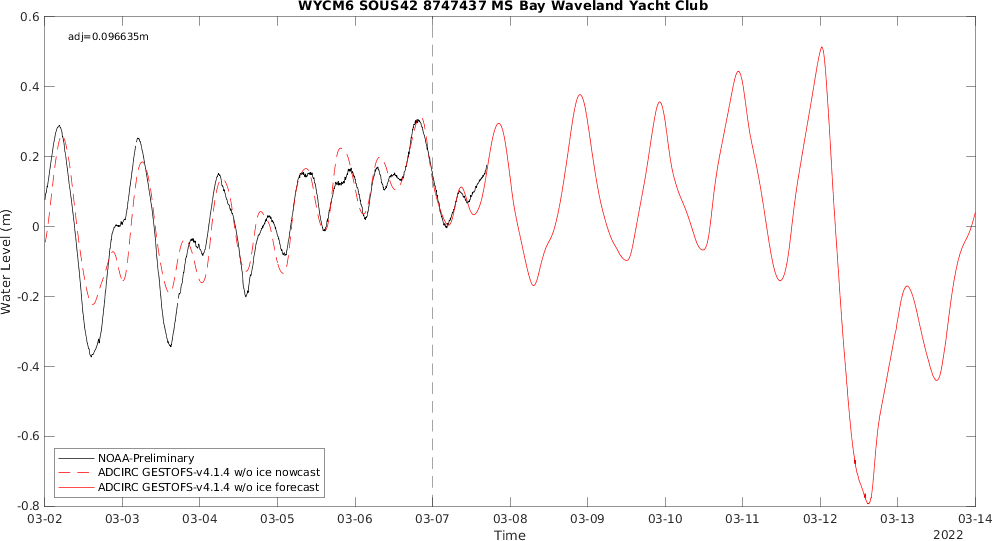 WYCM6 SOUS42 8747437 MS Bay Waveland Yacht Club
adj=0.096635m
0.6
0.4
0.2
0
-0.2
-0.4
-0.6
-0.8
Water Level (m)
NOAA-Preliminary
ADCIRC GESTOFS-v4.1.4 w/o ice nowcast
ADCIRC GESTOFS-v4.1.4 w/o ice forecast
03-02 03-03 03-04 03-05 03-06 03-07 03-08 03-09 03-10 03-11 03-12 03-13 03-14
Time
2022